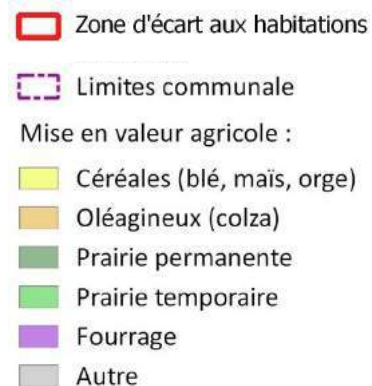 Zone d'écart aux habitations
Limites communale
Mise en valeur agricole :
Céréales (blé, maïs, orge)
Oléagineux (colza)
Prairie permanente
Prairie temporaire
Fourrage
Autre